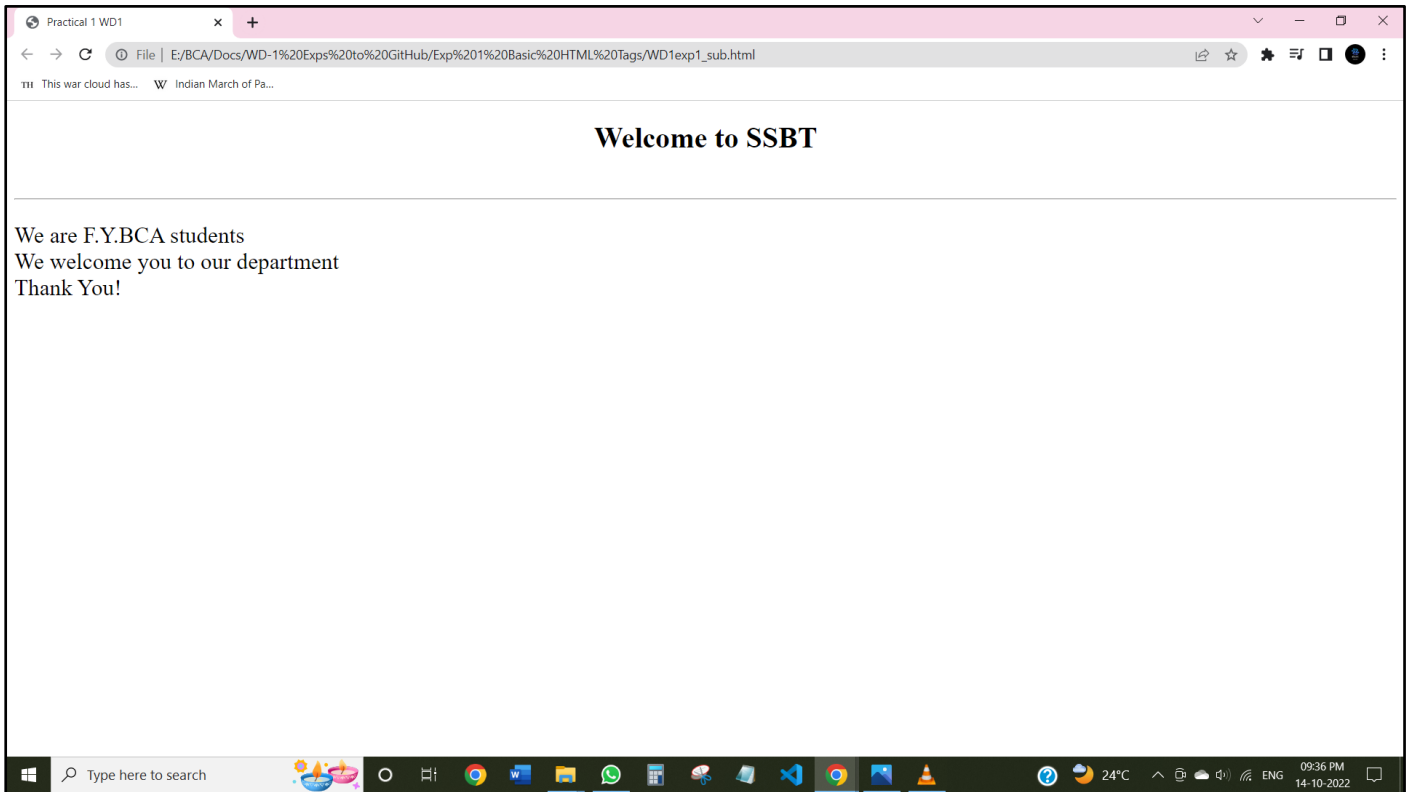 Practical 1 WD1
File | E:/BCA/Docs/WD-1%20Exps%20to%20GitHub/Exp%201%20Basic%20HTML%20Tags/WD1exp1_sub.html
TH This war cloud has... W Indian March of Pa...
Welcome to SSBT
We are F.Y.BCA students
We welcome you to our department
Thank You!
Type here to search
24°C
ENG
09:36 PM
14-10-2022